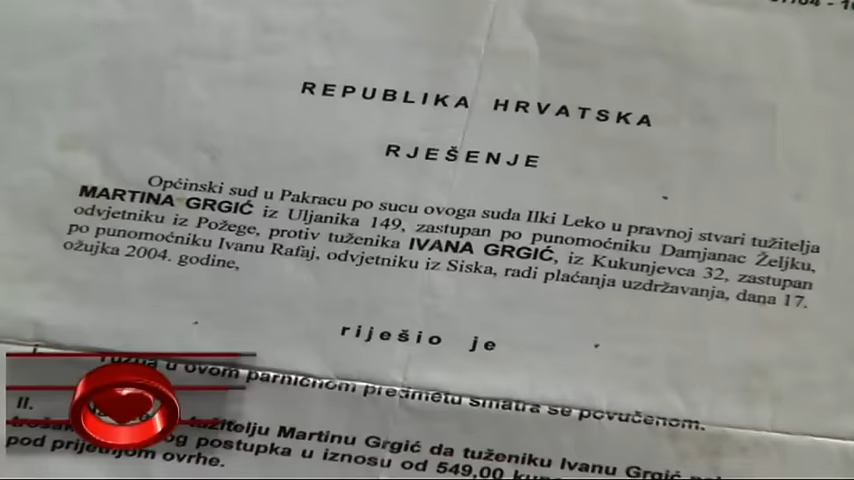 REPUBLIKA HRVATSKA
RJEŠENJE
Općinski sud u Pakracu po sucu ovoga suda Ilki Leko u pravnoj stvari tužitelja
MARTINA GRGIĆ iz Uljanika 149, zastupan po punomoćniku Damjanac Željku,
odvjetniku iz Požege, protiv tuženika IVANA GRGIĆ, iz Kukunjevca 32, zastupan
po punomoćniku Ivanu Rafaj, odvjetniku iz Siska, radi plaćanja uzdržavanja, dana 17.
ožujka 2004. godine,
riješio je
u ovom parničnom predmetu smatra se povučenom.
II. tužitelju Martinu Grgić da tuženiku Ivanu Grgić
postupka u iznosu od 549,00
pod prijetnjom ovrhe.